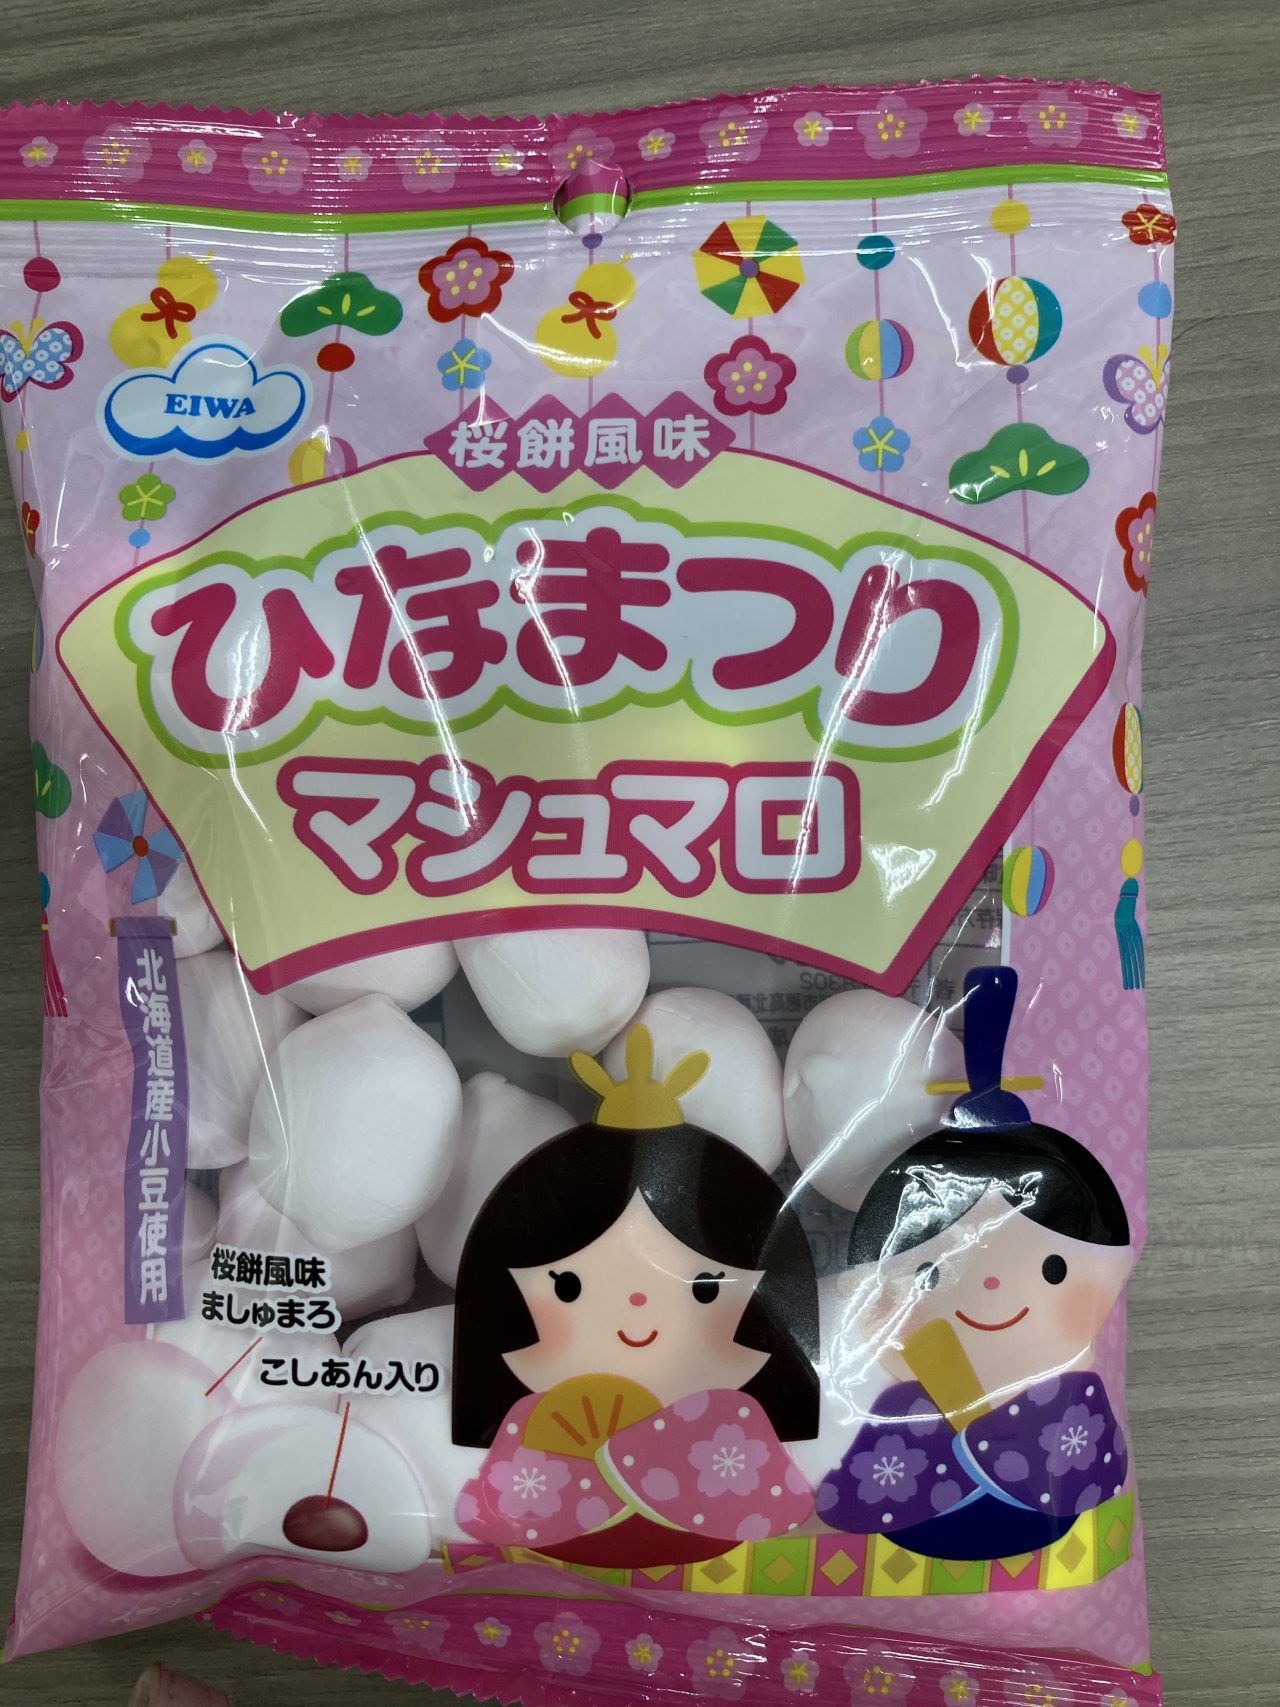 EIWA
桜餅風味
ひなまつり
マシュマロ
北海道産小豆使用
桜餅風味
ましゅまろ
こしあん入り